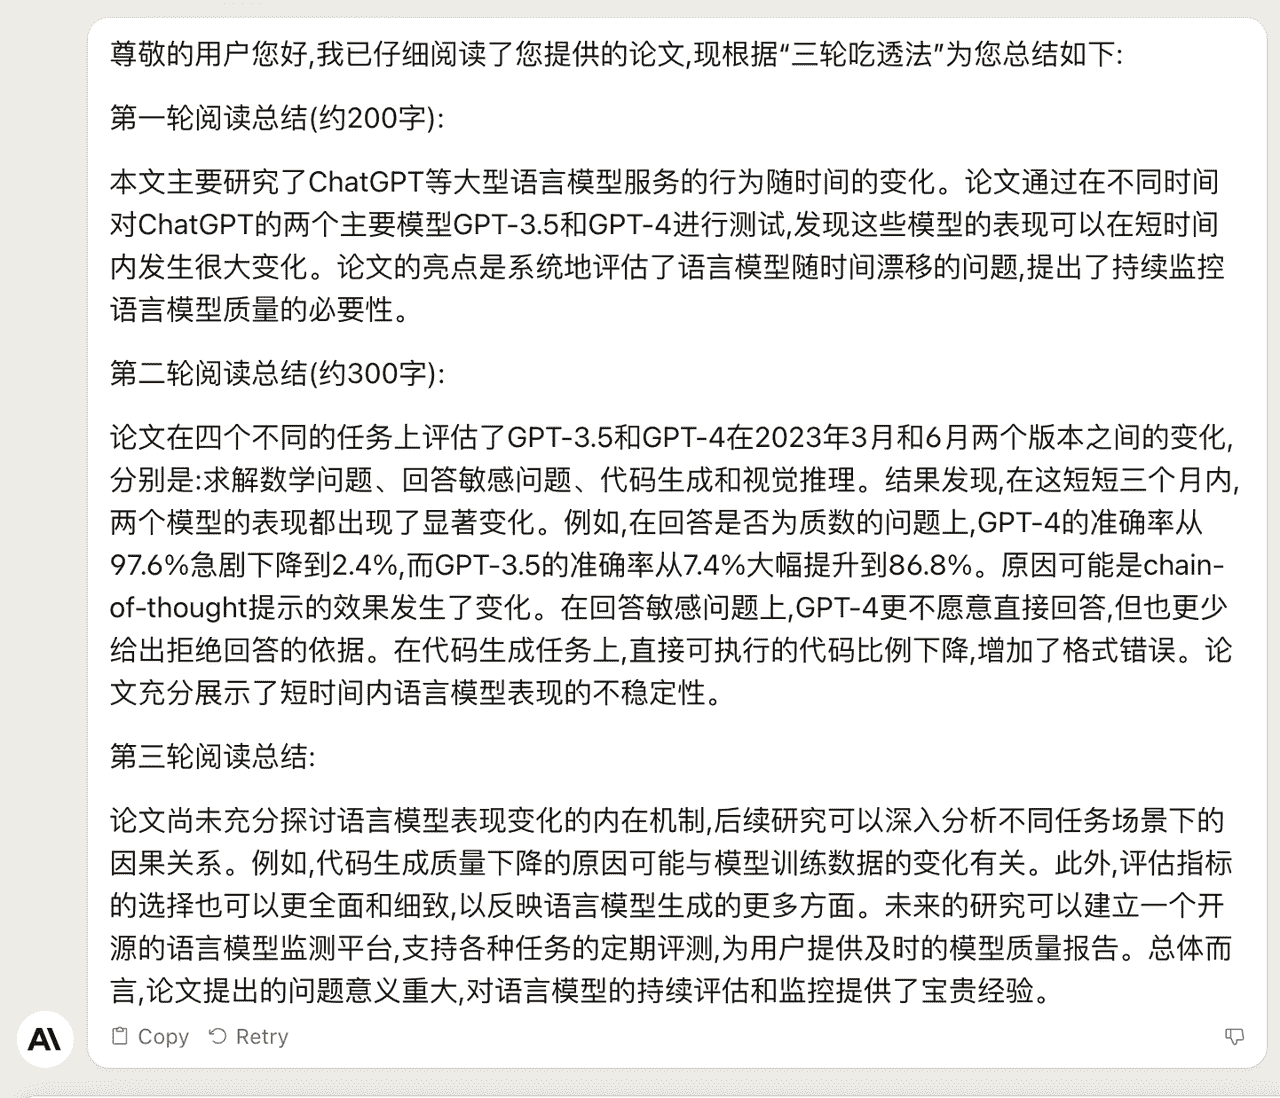 尊敬的用户您好,我已仔细阅读了您提供的论文,现根据“三轮吃透法”为您总结如下:
第一轮阅读总结(约200字):
本文主要研究了ChatGPT等大型语言模型服务的行为随时间的变化。论文通过在不同时间
对ChatGPT的两个主要模型GPT-3.5和GPT-4进行测试,发现这些模型的表现可以在短时间
内发生很大变化。论文的亮点是系统地评估了语言模型随时间漂移的问题,提出了持续监控
语言模型质量的必要性。
第二轮阅读总结(约300字):
论文在四个不同的任务上评估了GPT-3.5和GPT-4在2023年3月和6月两个版本之间的变化,
分别是:求解数学问题、回答敏感问题、代码生成和视觉推理。结果发现,在这短短三个月内,
两个模型的表现都出现了显著变化。例如,在回答是否为质数的问题上,GPT-4的准确率从
97.6%急剧下降到2.4%,而GPT-3.5的准确率从7.4%大幅提升到86.8%。原因可能是chain-
of-thought提示的效果发生了变化。在回答敏感问题上,GPT-4更不愿意直接回答,但也更少
给出拒绝回答的依据。在代码生成任务上,直接可执行的代码比例下降,增加了格式错误。论
文充分展示了短时间内语言模型表现的不稳定性。
第三轮阅读总结:
论文尚未充分探讨语言模型表现变化的内在机制,后续研究可以深入分析不同任务场景下的
因果关系。例如,代码生成质量下降的原因可能与模型训练数据的变化有关。此外,评估指标
的选择也可以更全面和细致,以反映语言模型生成的更多方面。未来的研究可以建立一个开
源的语言模型监测平台,支持各种任务的定期评测,为用户提供及时的模型质量报告。总体而
言,论文提出的问题意义重大,对语言模型的持续评估和监控提供了宝贵经验。
A\ Copy Retry